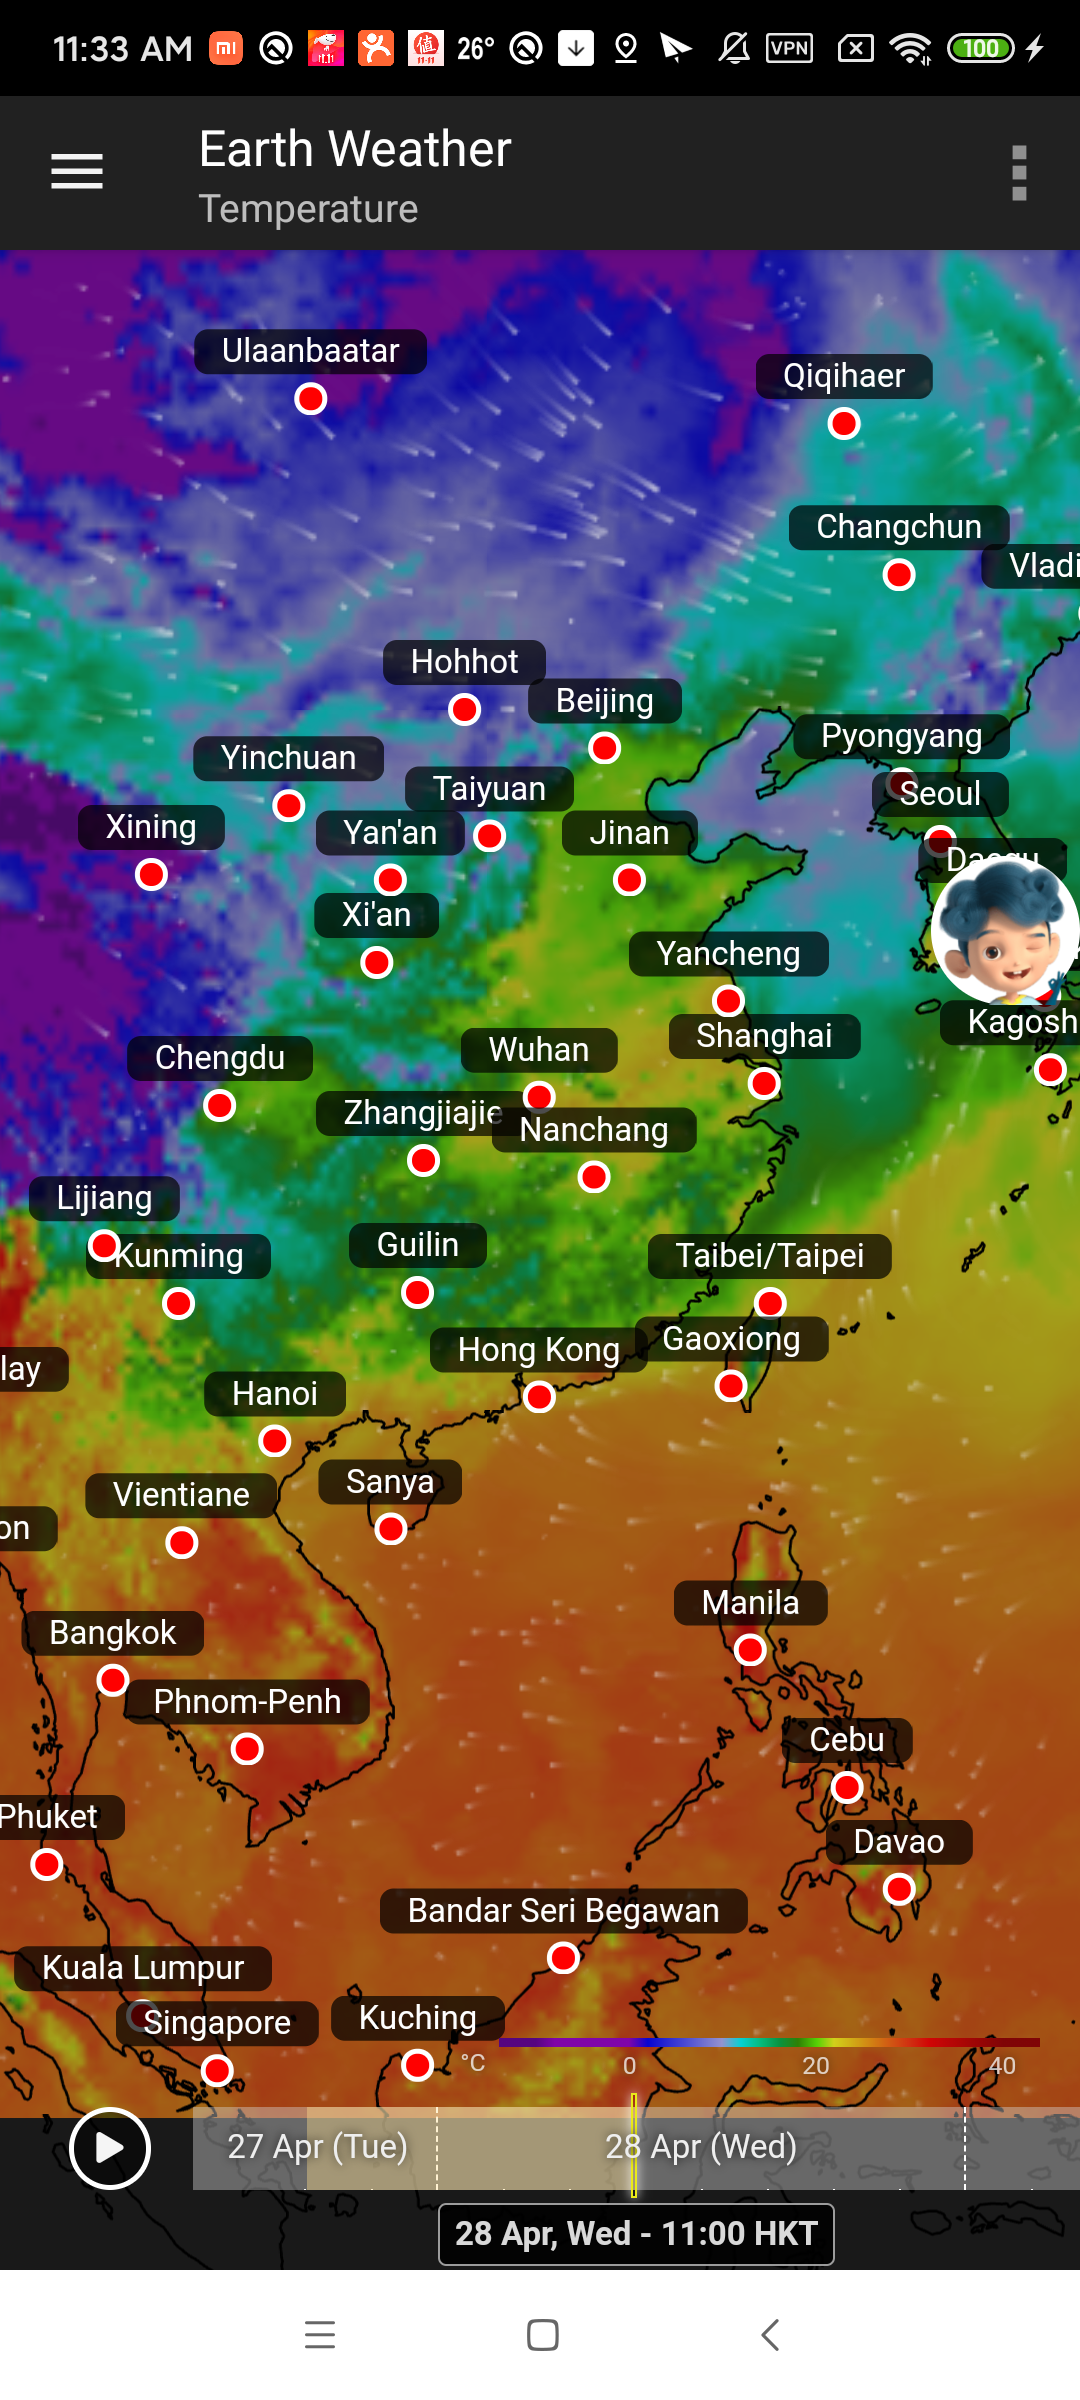 11:33 AM
26°
VPN
100
Earth Weather
Temperature
Ulaanbaatar
Qiqihaer
Changchun
Vladi
Hohhot
Beijing
Pyongyang
Yinchuan
Taiyuan
Seoul
Xining
Yan'an
Jinan
Daegu
Xi'an
Yancheng
Kagosh
Shanghai
Chengdu
Wuhan
Zhangjiajie
Nanchang
Lijiang
Kunming
Guilin
Taibei/Taipei
Hong Kong
Gaoxiong
lay
Hanoi
Sanya
Vientiane
on
Manila
Bangkok
Phnom-Penh
Cebu
Phuket
Davao
Bandar Seri Begawan
Kuala Lumpur
Singapore
Kuching
°C 0 20 40
27 Apr (Tue)
28 Apr (Wed)
28 Apr, Wed - 11:00 HKT